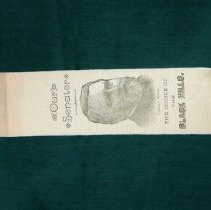 Our
Senator
THE CHOICE OF
THE
BLACK HILLS.